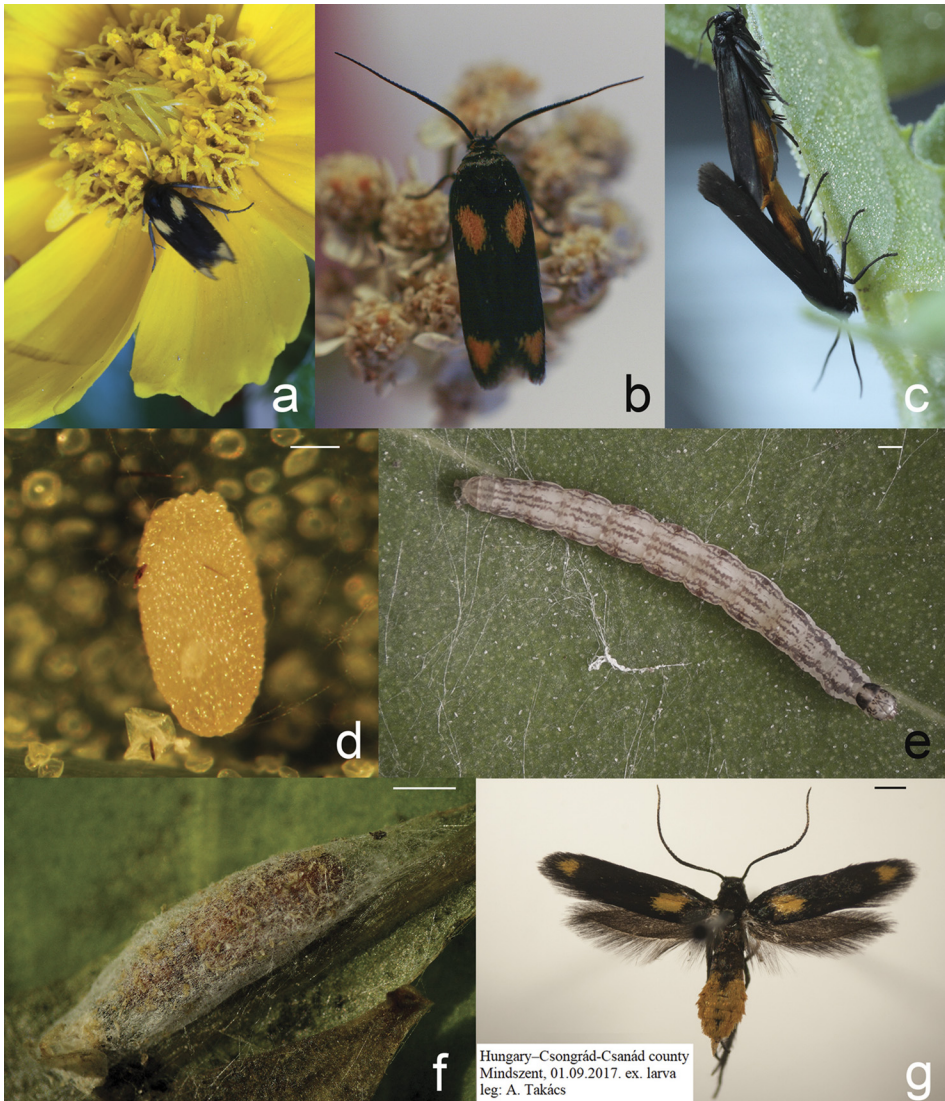 a
b
c
d
e
f
g
Hungary–Csongrád-Csanád county
Mindszent, 01.09.2017. ex. larva
leg: A. Takács